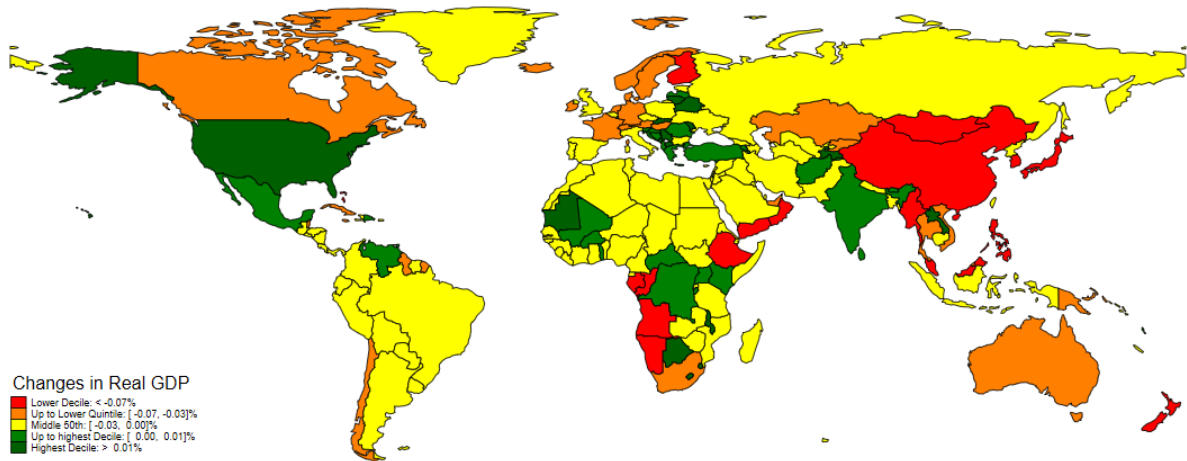 Changes in Real GDP
Lower Decile: < -0.07%
Up to Lower Quintile: [ -0.07, -0.03]%
Middle 50th: [ -0.03,  0.00]%
Up to highest Decile: [  0.00,  0.01]%
Highest Decile: >  0.01%